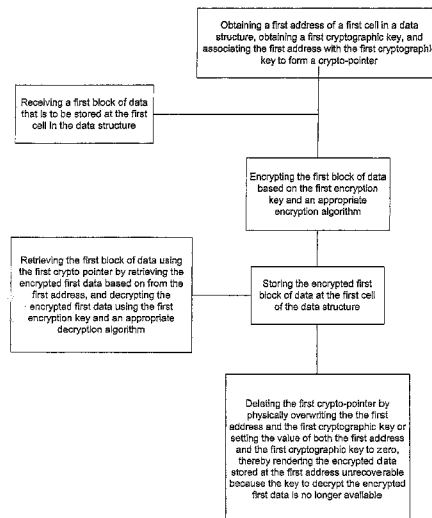 Obtaining a first address of a first cell in a data
structure, obtaining a first cryptographic key, and
associating the first address with the first cryptographic
key to form a crypto-pointer
Receiving a first block of data
that is to be stored at the first
cell in the data structure
Encrypting the first block of data
based on the first encryption
key and an appropriate
encryption algorithm
Retrieving the first block of data using
the first crypto pointer by retrieving the
encrypted first data based on from the
first address, and decrypting the
encrypted first data using the first
encryption key and an appropriate
decryption algorithm
Storing the encrypted first
block of data at the first cell
of the data structure
Deleting the first crypto-pointer by
physically overwriting the the first
address and the first cryptographic key or
setting the value of both the first address
and the first cryptographic key to zero,
thereby rendering the encrypted data
stored at the first address unrecoverable
because the key to decrypt the encrypted
first data is no longer available